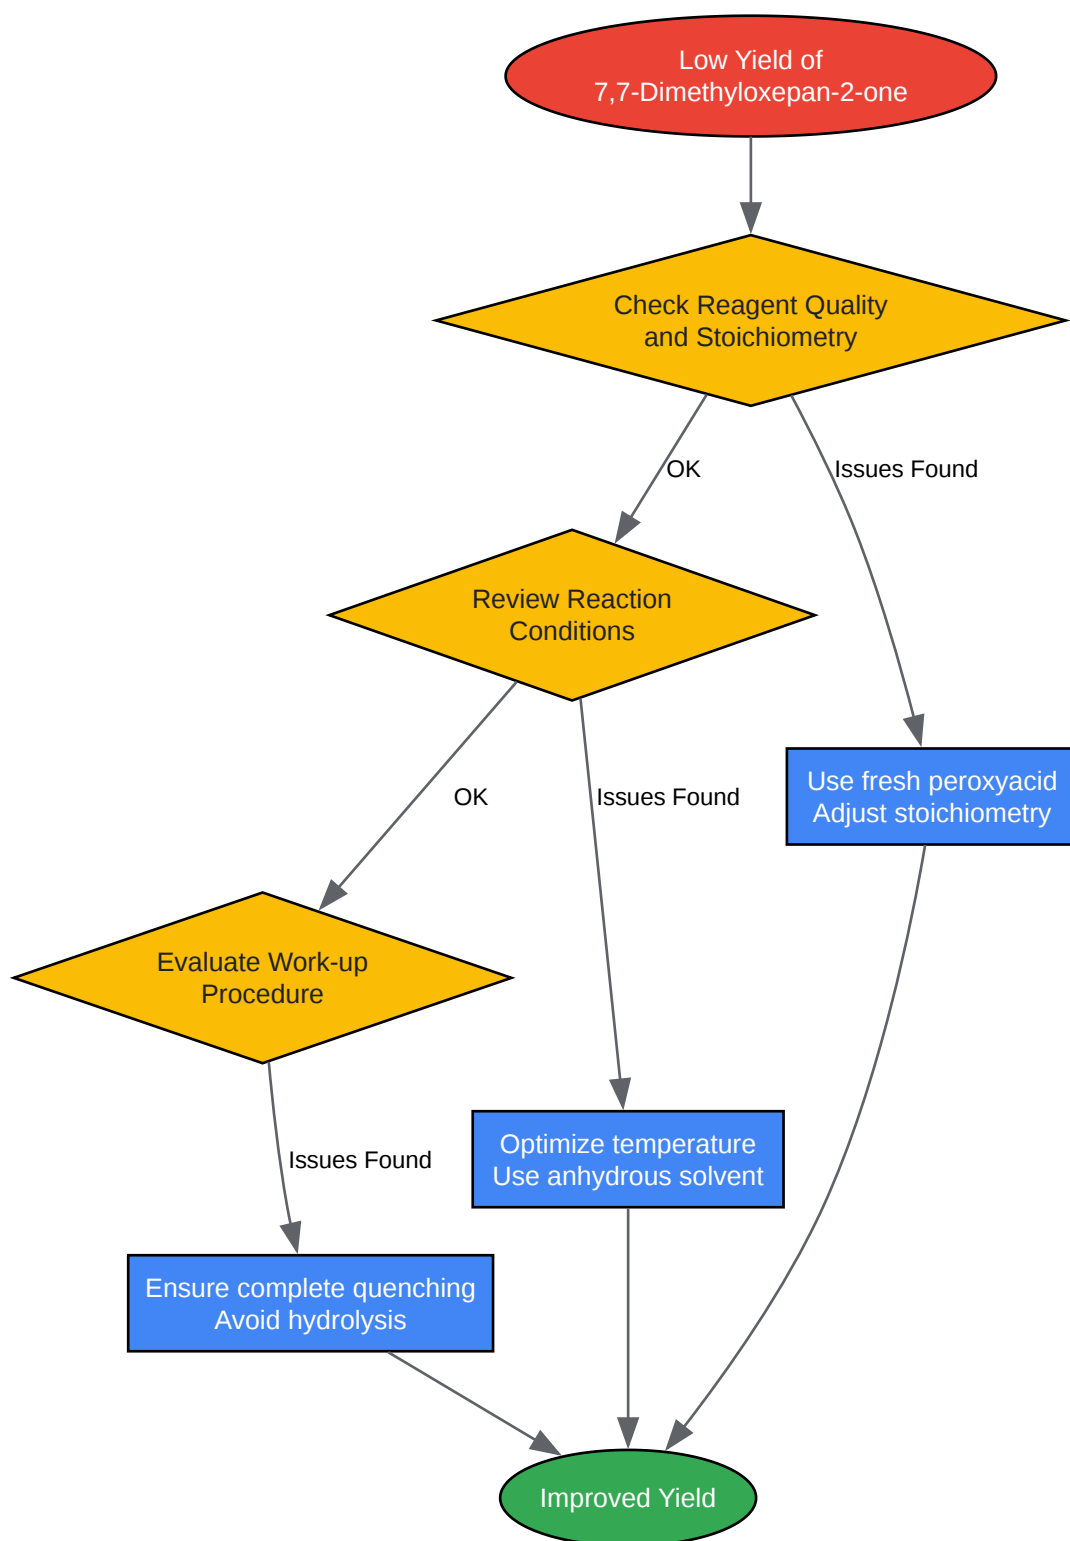 Low Yield of
7,7-Dimethyloxepan-2-one
Check Reagent Quality
and Stoichiometry
OK
Issues Found
Review Reaction
Conditions
OK
Issues Found
Use fresh peroxyacid
Adjust stoichiometry
Evaluate Work-up
Procedure
Issues Found
Optimize temperature
Use anhydrous solvent
Ensure complete quenching
Avoid hydrolysis
Improved Yield